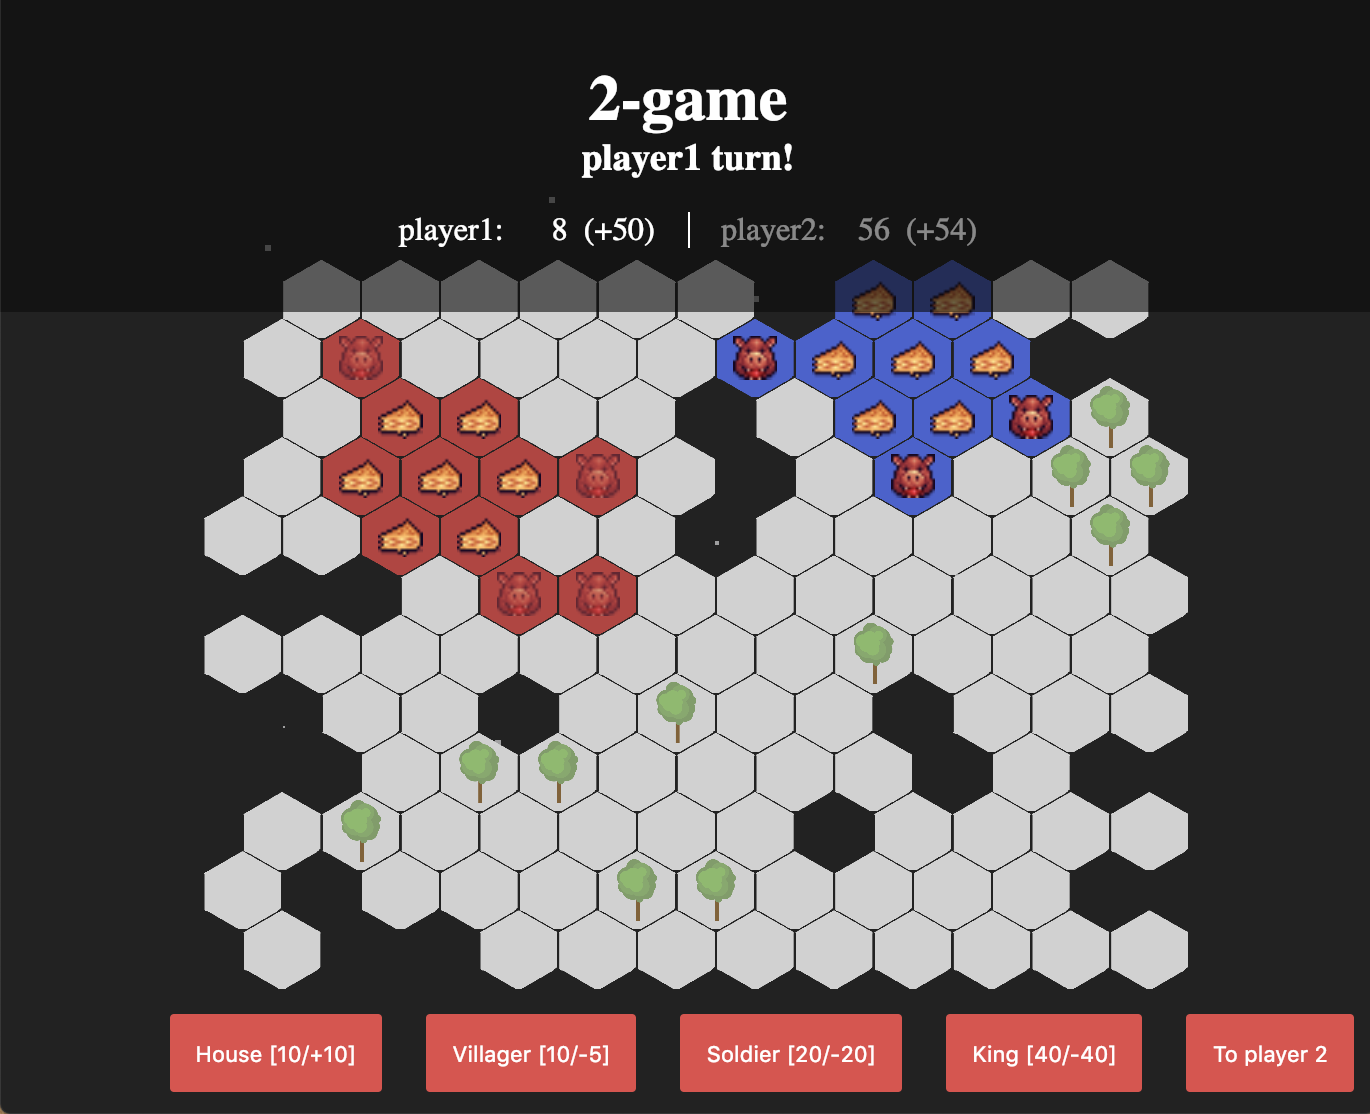 2-game
player1 turn!
player1: 8 (+50) | player2: 56 (+54)
House [10/+10] Villager [10/-5] Soldier [20/-20] King [40/-40] To player 2